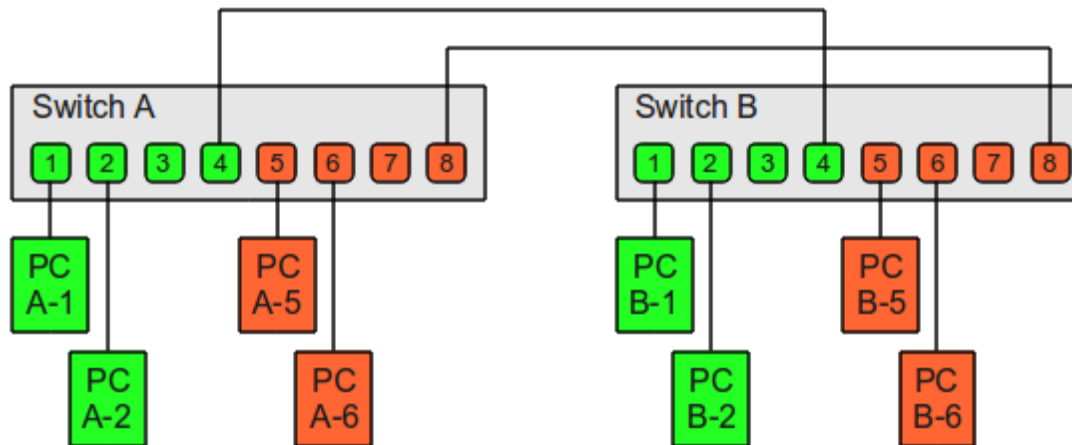 Switch A
1 2 3 4 5 6 7 8
Switch B
1 2 3 4 5 6 7 8
PC
A-1
PC
A-5
PC
B-1
PC
B-5
PC
A-2
PC
A-6
PC
B-2
PC
B-6